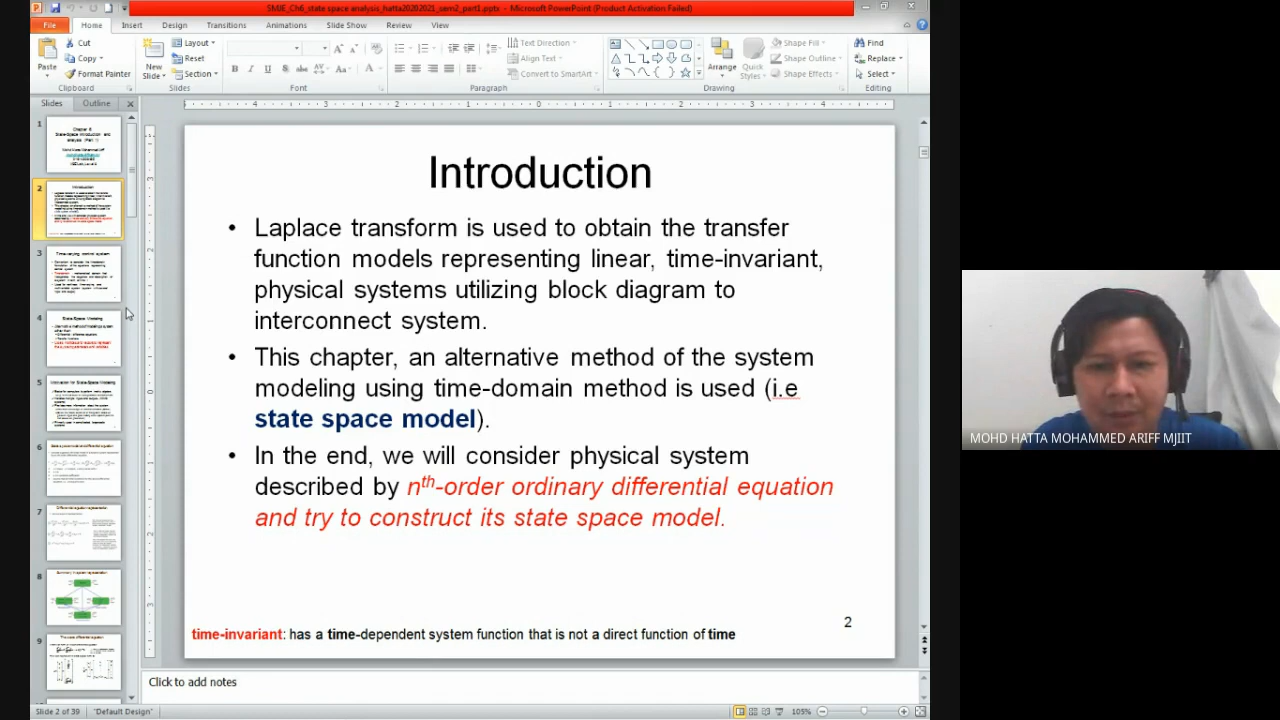 SMJE_Ch6_state space analysis_hafta20202021_sem2_part1.pptx - Microsoft PowerPoint (Product Activation Failed)
File Home Insert Design Transitions Animations Slide Show Review View
Cut
Copy
Format Painter
Paste
New
Slide
Layout
Reset
Section
Text Direction
Align Text
Convert to SmartArt
Arrange
Quick
Styles
Shape Fill
Shape Outline
Shape Effects
Find
Replace
Select
Clipboard Slides Font Paragraph Drawing Editing
Slides Outline
Introduction
• Laplace transform is used to obtain the transfer
function models representing linear, time-invariant,
physical systems utilizing block diagram to
interconnect system.
• This chapter, an alternative method of the system
modeling using time-domain method is used (i.e
state space model).
• In the end, we will consider physical system
described by nth-order ordinary differential equation
and try to construct its state space model.
2
time-invariant: has a time-dependent system function that is not a direct function of time
Click to add notes
Slide 2 of 39 "Default Design" 105%
MOHD HATTA MOHAMMED ARIFF MJIIT